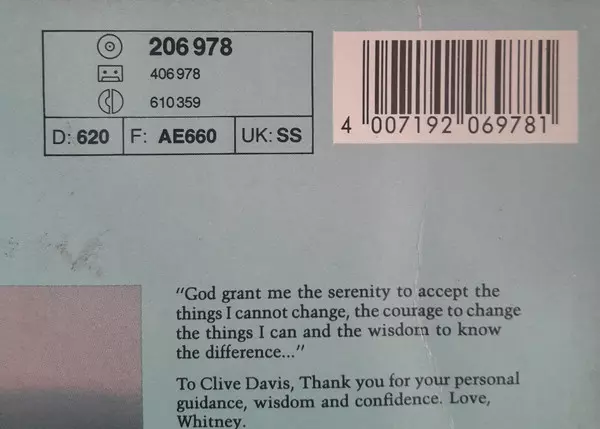 206 978
406 978
610 359
D: 620 F: AE660 UK: SS
4 007192 069781
"God grant me the serenity to accept the
things I cannot change, the courage to change
the things I can and the wisdom to know
the difference..."
To Clive Davis, Thank you for your personal
guidance, wisdom and confidence. Love,
Whitney.